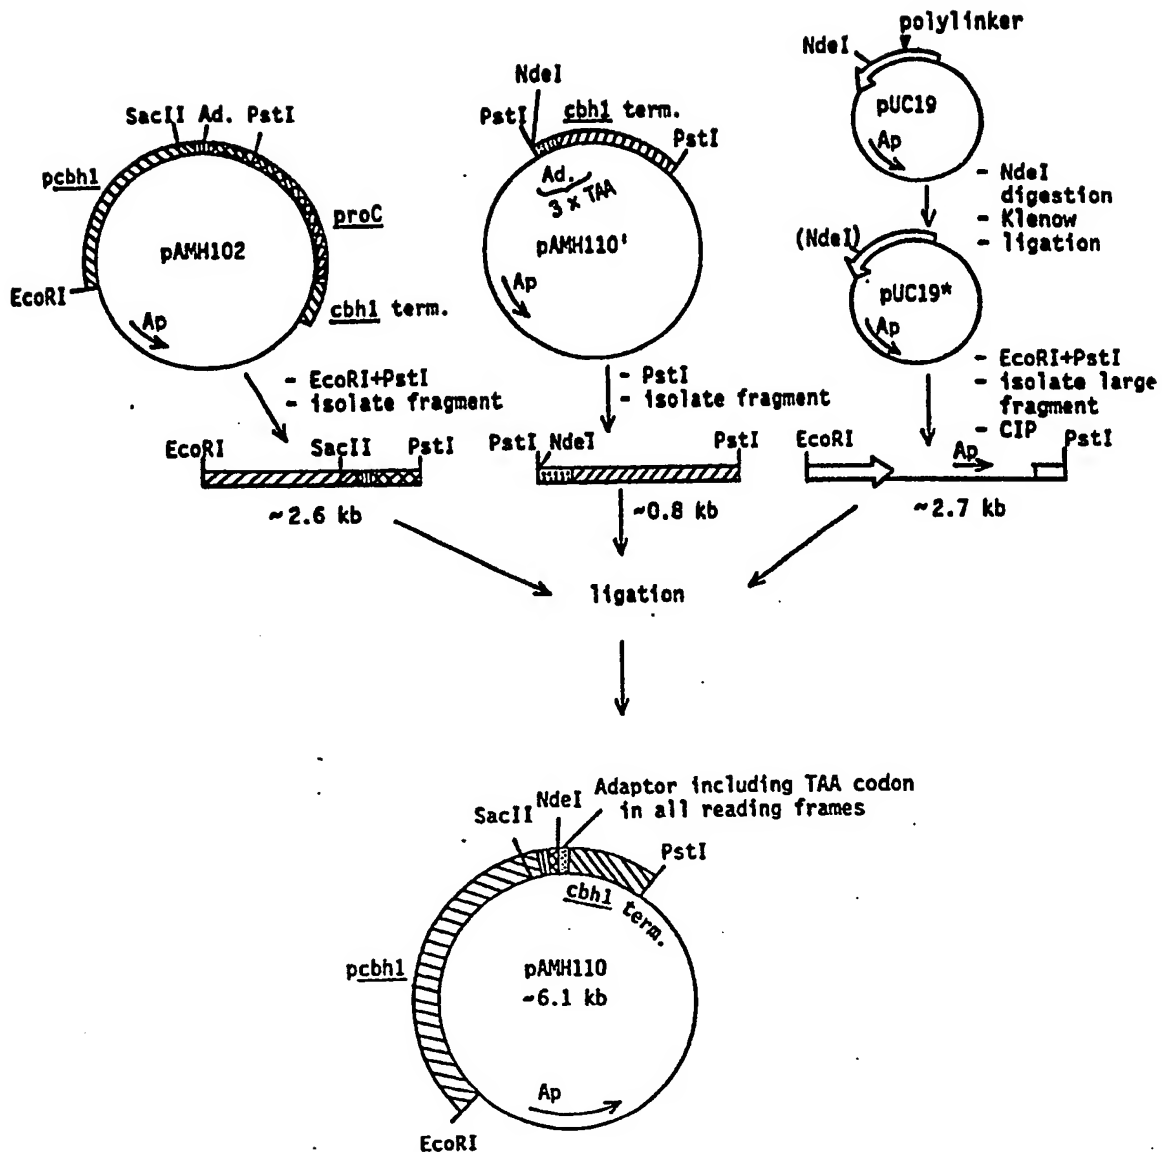 SacII Ad. PstI
pcbh1
proC
pAMH102
EcoRI
Ap
cbh1 term.
- EcoRI+PstI
- isolate fragment
NdeI
PstI
cbh1 term.
PstI
Ad.
3 x TAA
pAMH110'
Ap
- PstI
- isolate fragment
polylinker
NdeI
pUC19
Ap
- NdeI
digestion
- Klenow
- ligation
(NdeI)
pUC19*
Ap
- EcoRI+PstI
- isolate large
fragment
- CIP
EcoRI SacII PstI
~2.6 kb
PstI NdeI PstI
~0.8 kb
EcoRI Ap PstI
~2.7 kb
ligation
Adaptor including TAA codon
in all reading frames
SacII NdeI
PstI
cbh1 term.
pcbh1
pAMH110
~6.1 kb
Ap
EcoRI